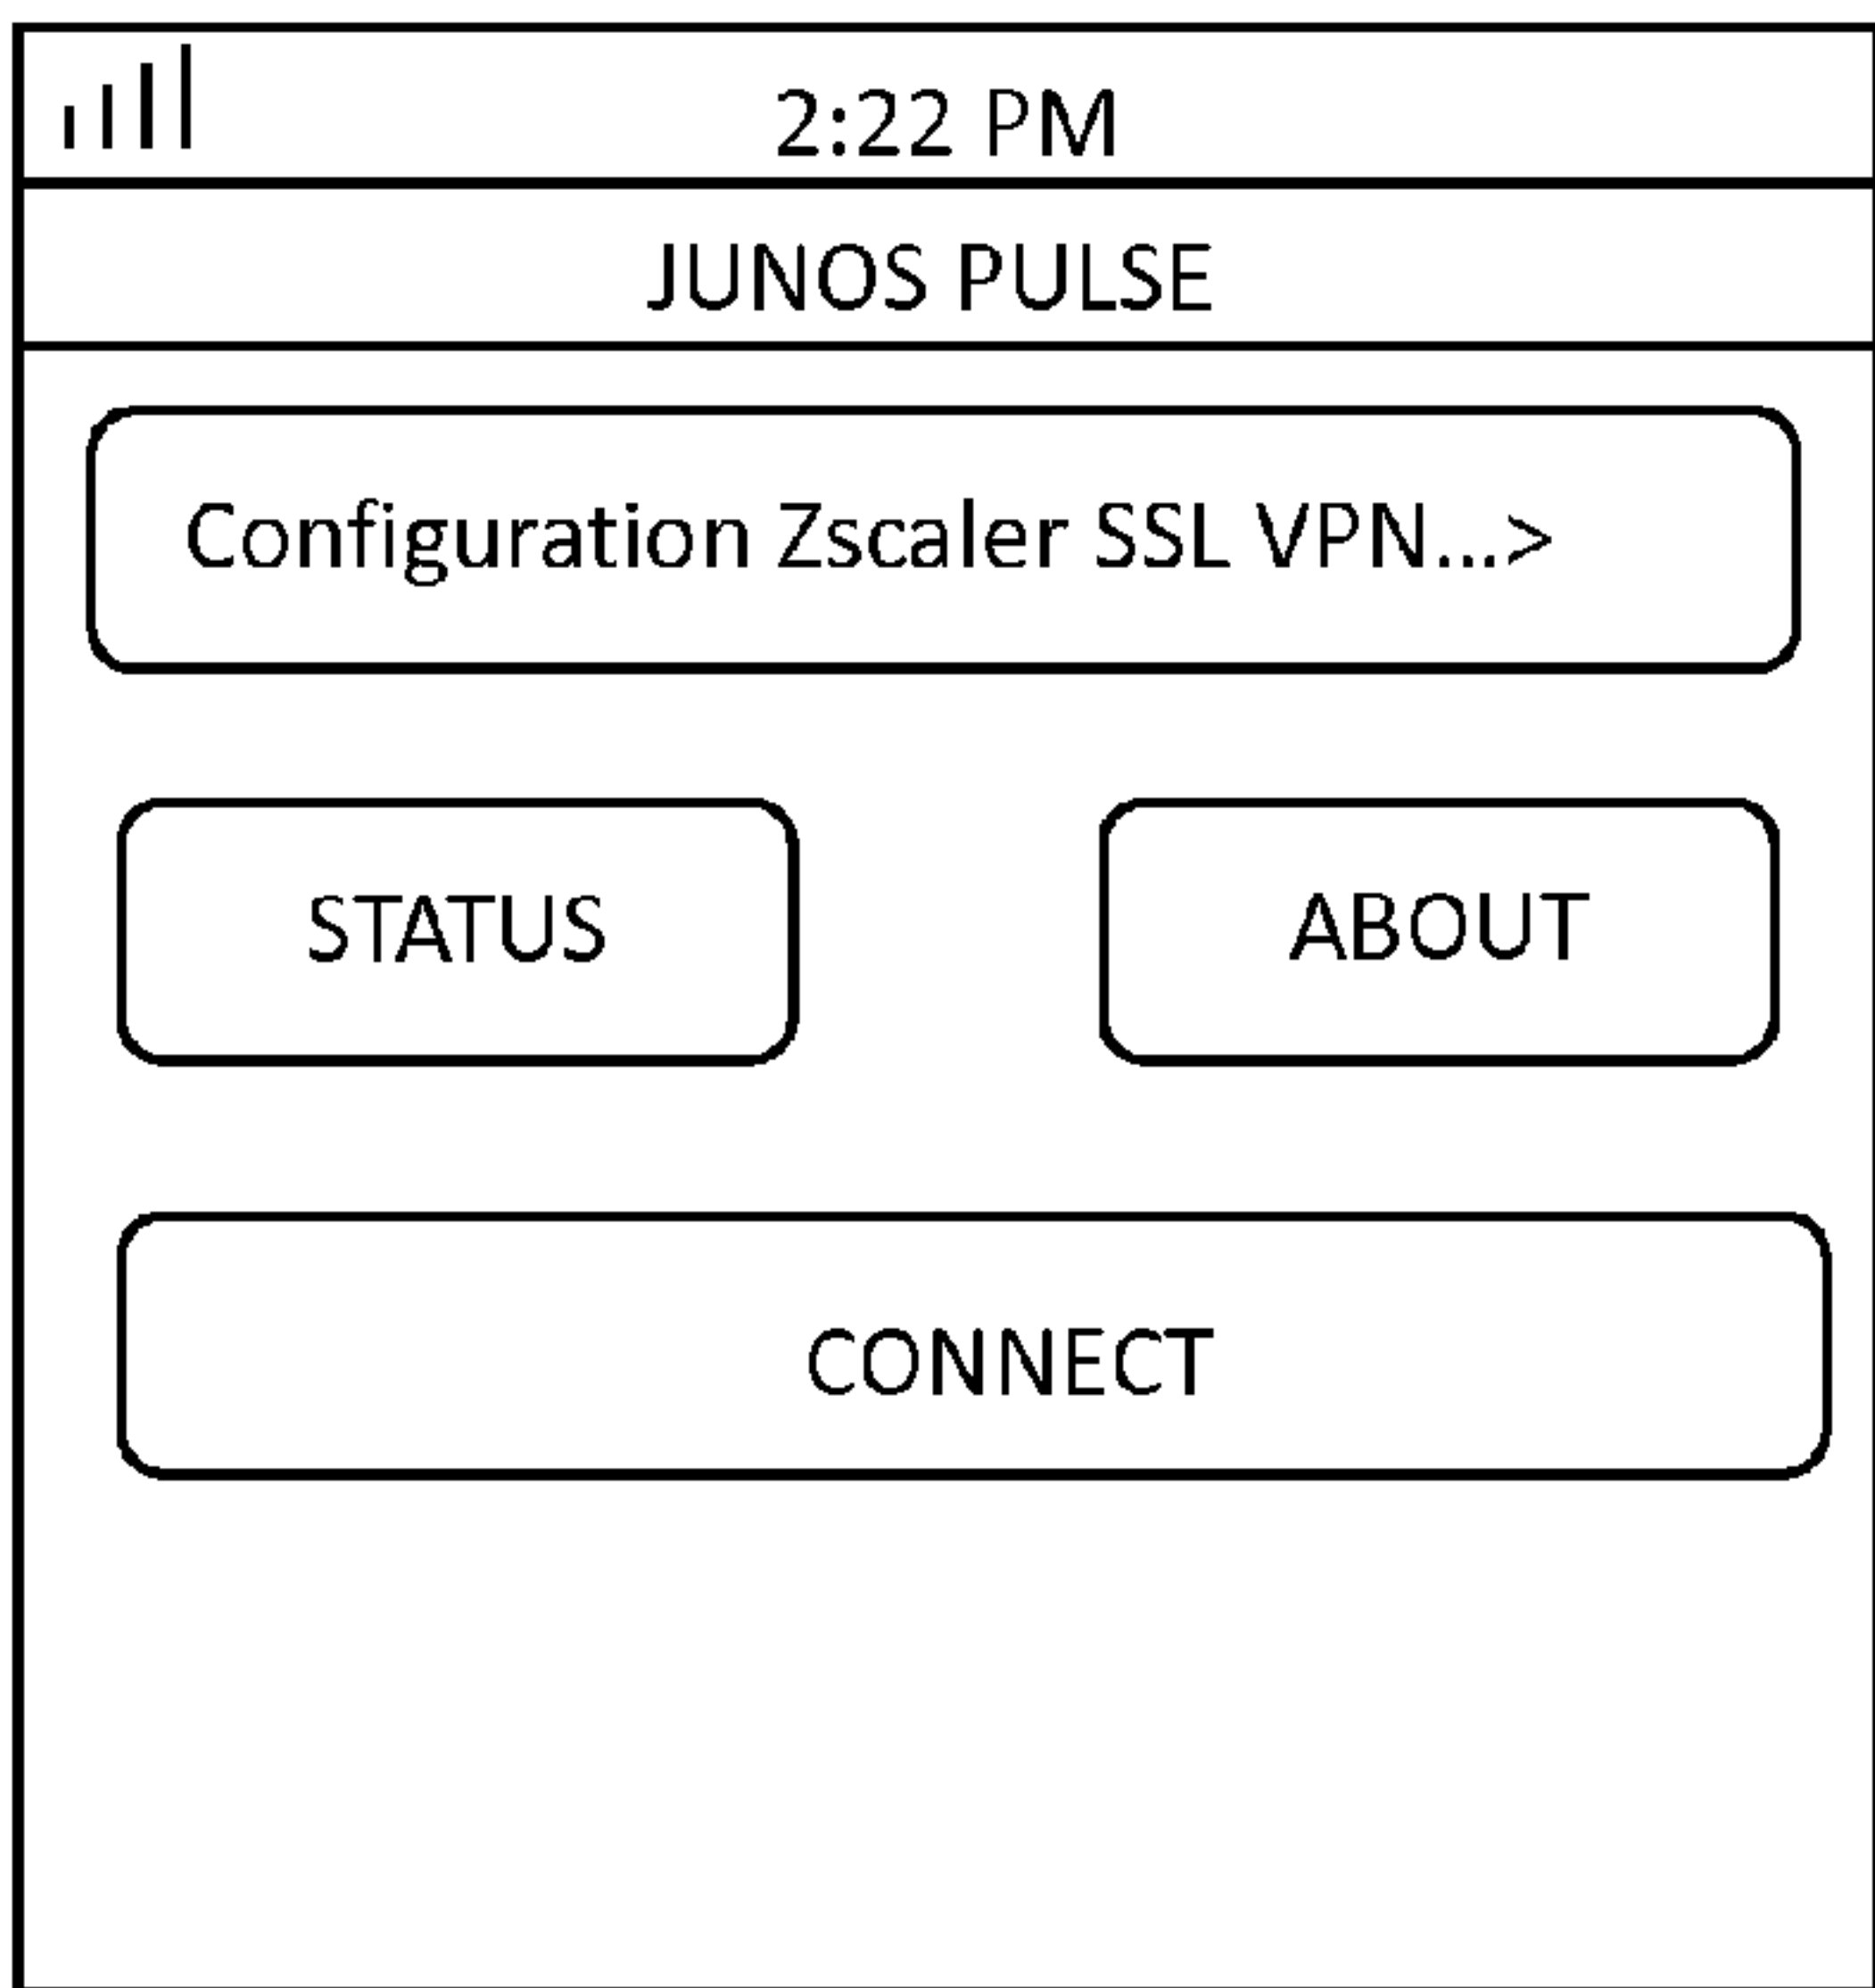 2:22 PM
JUNOS PULSE
Configuration Zscaler SSL VPN...>
STATUS
ABOUT
CONNECT